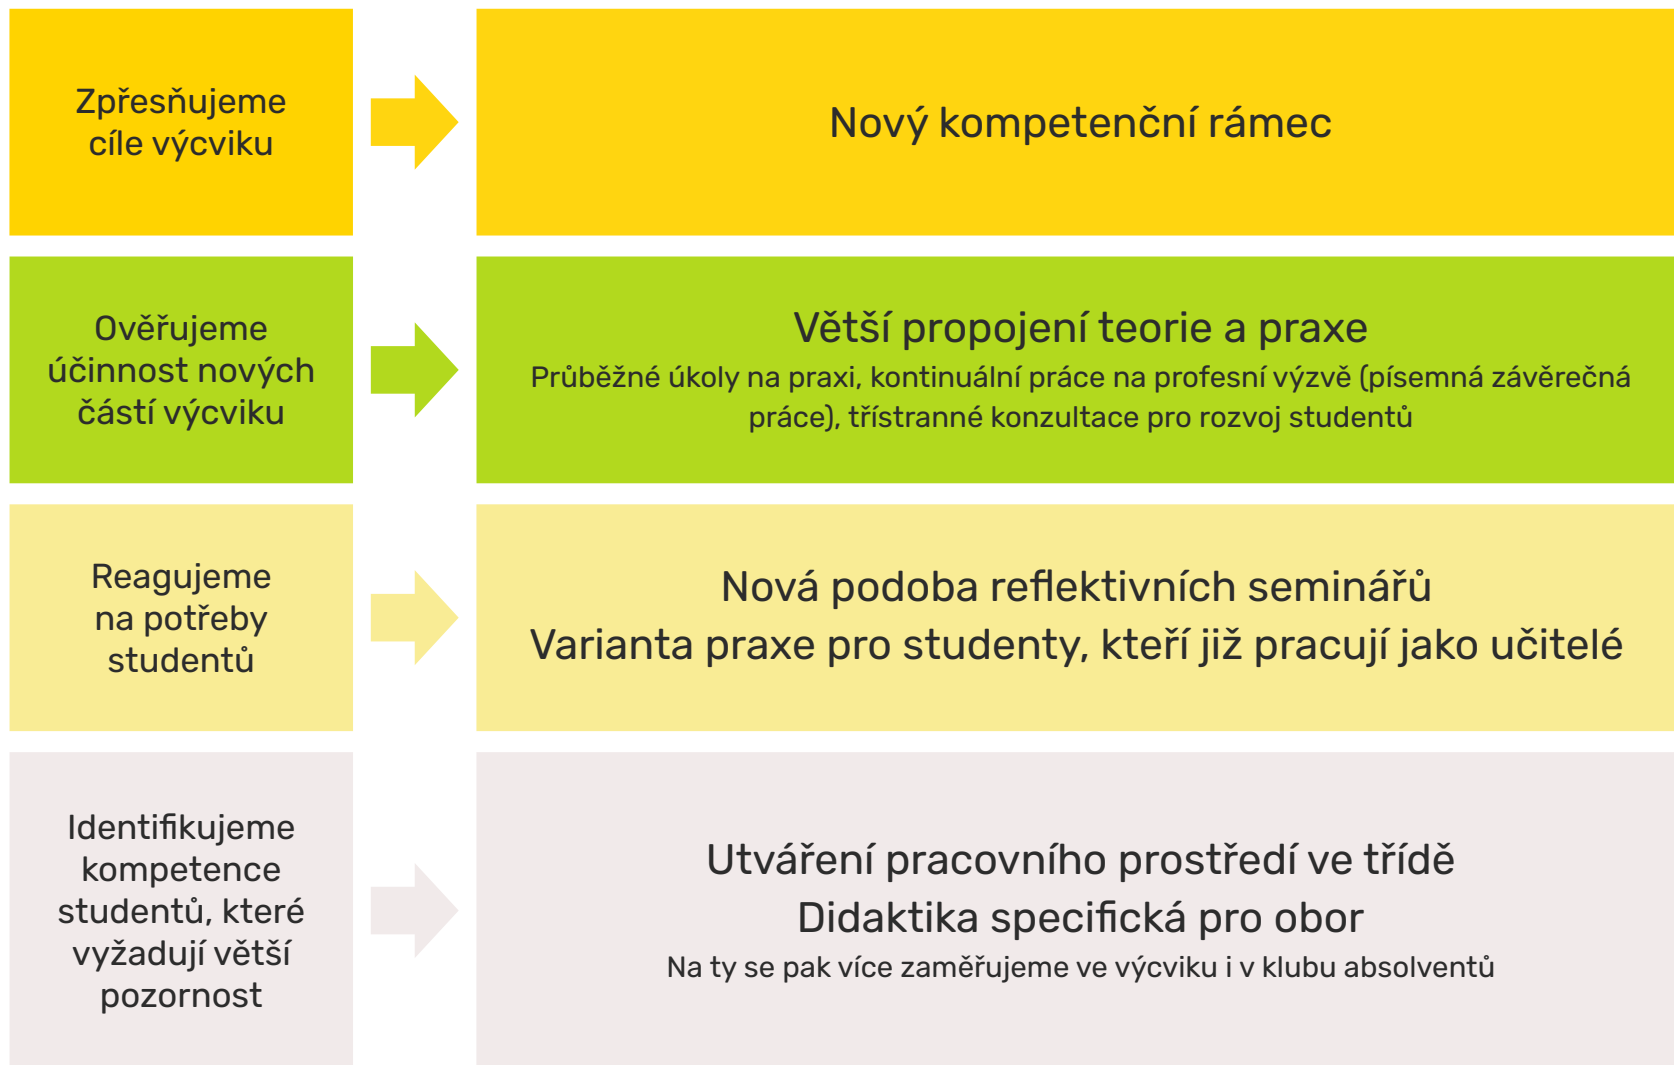 Zpřesňujeme
cíle výcviku
Nový kompetenční rámec
Ověřujeme
účinnost nových
částí výcviku
Větší propojení teorie a praxe
Průběžné úkoly na praxi, kontinuální práce na profesní výzvě (písemná závěrečná
práce), třístranné konzultace pro rozvoj studentů
Reagujeme
na potřeby
studentů
Nová podoba reflektivních seminářů
Varianta praxe pro studenty, kteří již pracují jako učitelé
Identifikujeme
kompetence
studentů, které
vyžadují větší
pozornost
Utváření pracovního prostředí ve třídě
Didaktika specifická pro obor
Na ty se pak více zaměřujeme ve výcviku i v klubu absolventů